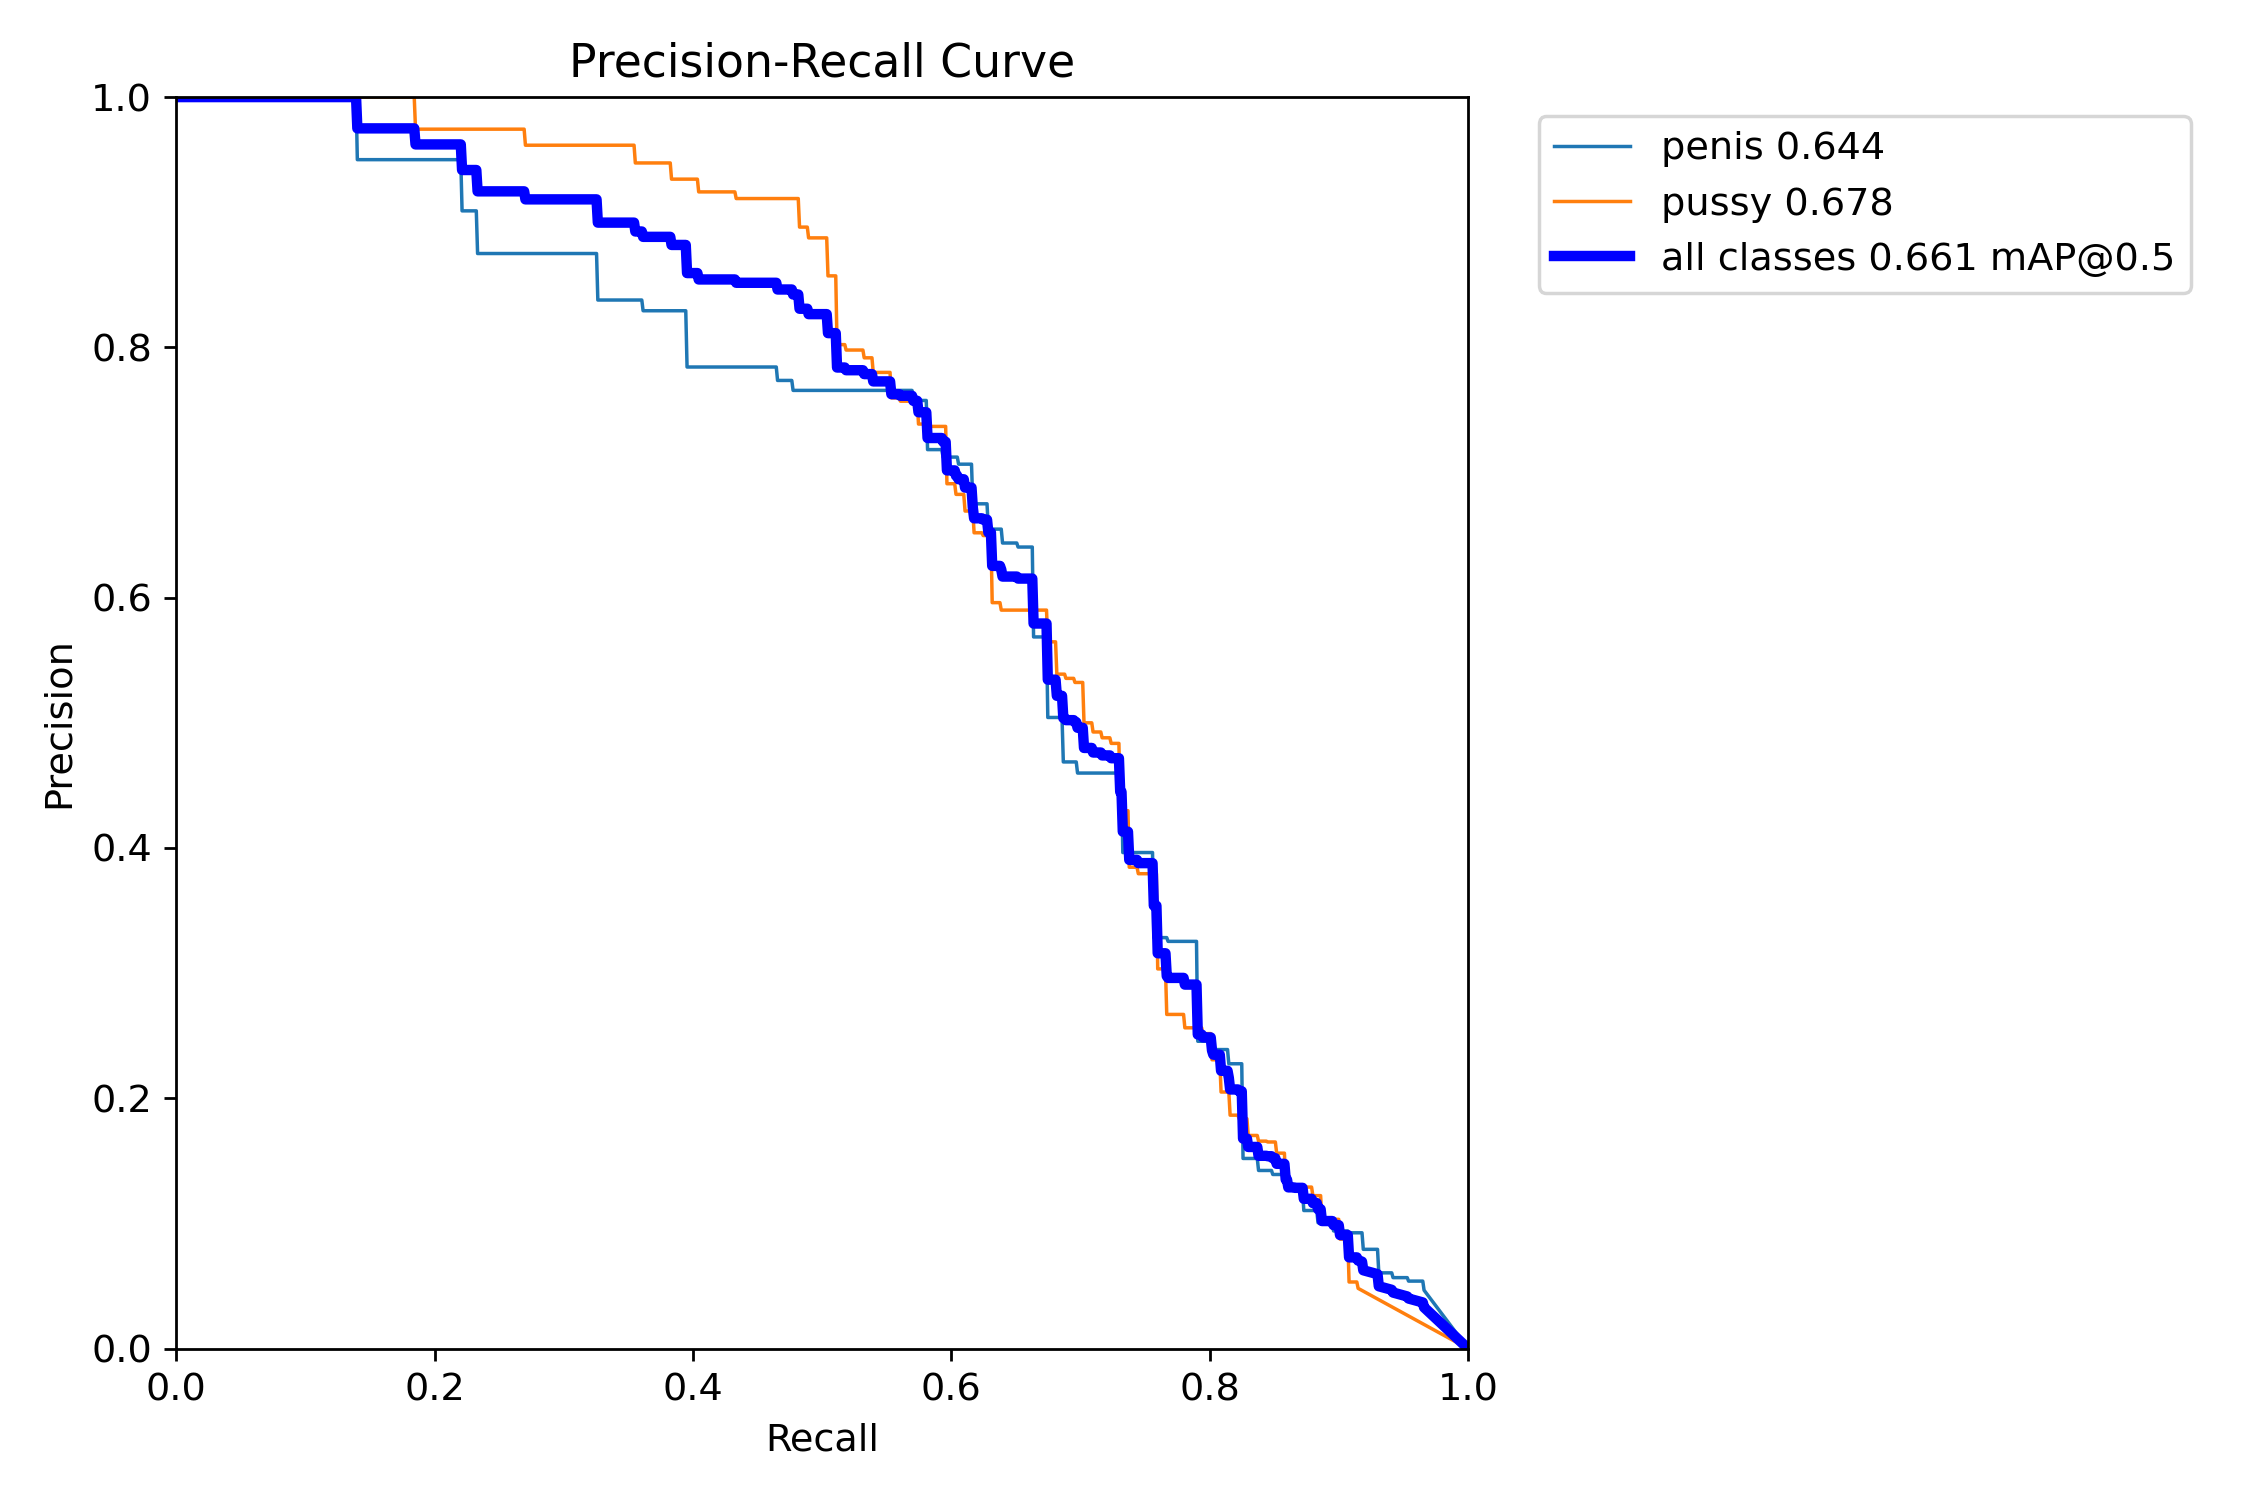 Precision-Recall Curve
penis 0.644
pussy 0.678
all classes 0.661 mAP@0.5
Precision
1.0
0.8
0.6
0.4
0.2
0.0
0.0 0.2 0.4 0.6 0.8 1.0
Recall